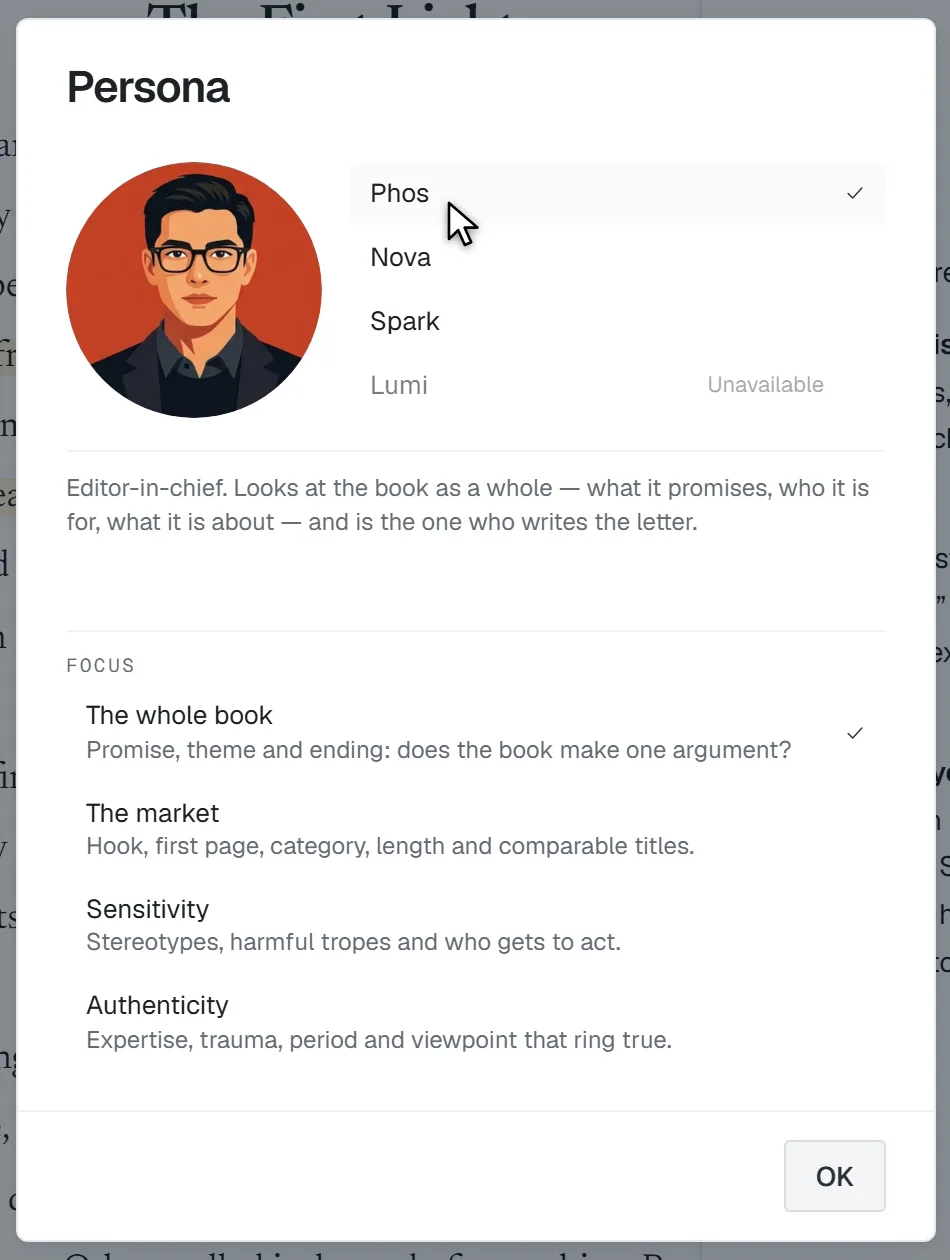 The First Light
Persona
Phos
Nova
Spark
Lumi
Unavailable
Editor-in-chief. Looks at the book as a whole — what it promises, who it is
for, what it is about — and is the one who writes the letter.
FOCUS
The whole book
Promise, theme and ending: does the book make one argument?
The market
Hook, first page, category, length and comparable titles.
Sensitivity
Stereotypes, harmful tropes and who gets to act.
Authenticity
Expertise, trauma, period and viewpoint that ring true.
OK